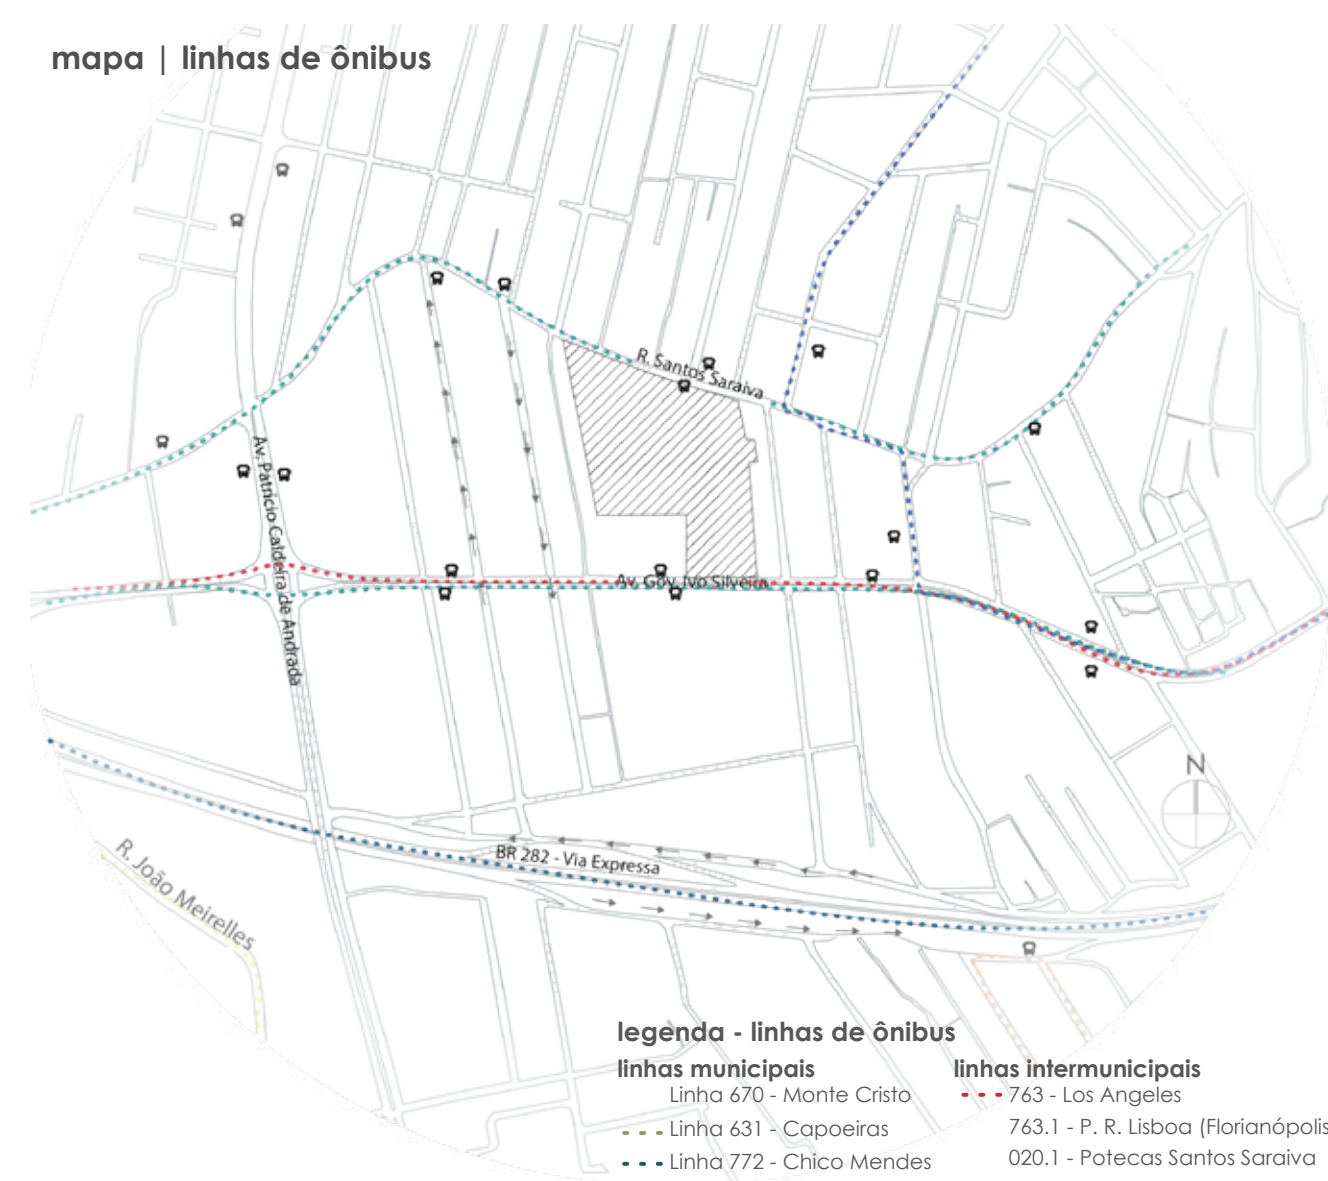 mapa | linhas de ônibus
R. Santos Saraiva
Av. Patrício Caldeira de Andrada
Av. Gov. Ivo Silveira
N
BR 282 - Via Expressa
R. João Meirelles
legenda - linhas de ônibus
linhas municipais
Linha 670 - Monte Cristo
Linha 631 - Capoeiras
Linha 772 - Chico Mendes
linhas intermunicipais
763 - Los Angeles
763.1 - P. R. Lisboa (Florianópolis
020.1 - Potecas Santos Saraiva